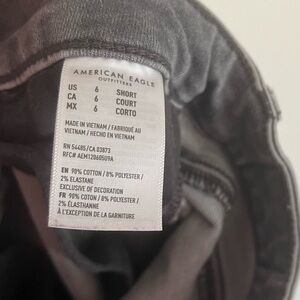 AMERICAN EAGLE
OUTFITTERS
US 6 SHORT
CA 6 COURT
MX 6 CORTO
MADE IN VIETNAM / FABRIQUÉ AU
VIETNAM / HECHO EN VIETNAM
RN 54485/CA 03873
RFC# AEM120605U9A
EN 90% COTTON / 8% POLYESTER /
2% ELASTANE
EXCLUSIVE OF DECORATION
FR 90% COTON / 8% POLYESTER /
2% ÉLASTHANNE
À L'EXCEPTION DE LA GARNITURE